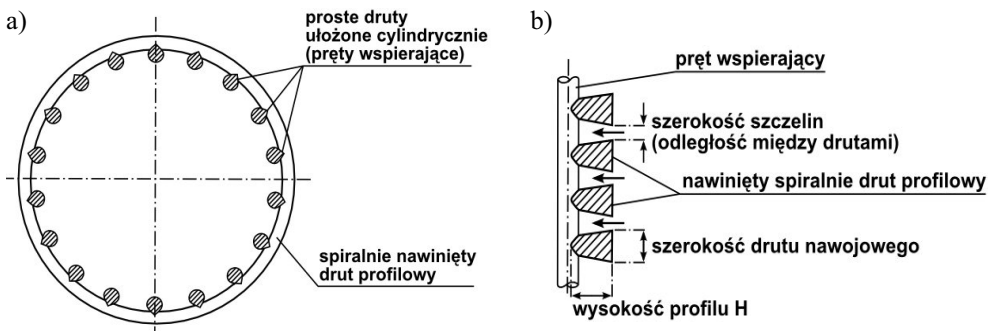 a)
proste druty
ułożone cylindrycznie
(pręty wspierające)
spiralnie nawinięty
drut profilowy
b)
pręt wspierający
szerokość szczelin
(odległość między drutami)
nawinięty spiralnie drut profilowy
szerokość drutu nawojowego
wysokość profilu H